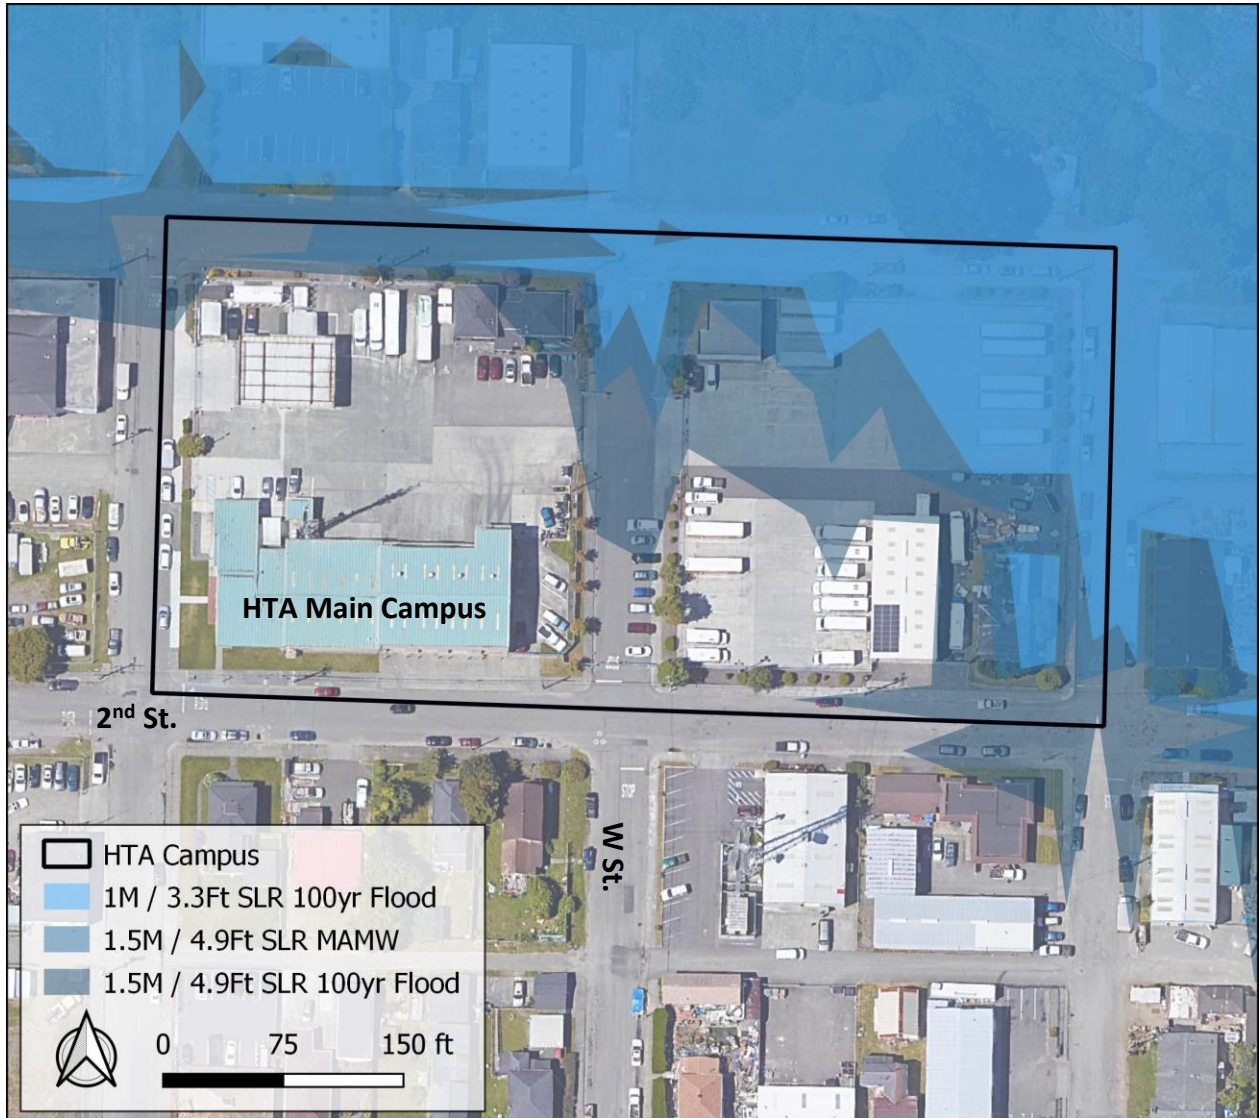 HTA Main Campus
2nd St.
W St.
STOP
HTA Campus
1M / 3.3Ft SLR 100yr Flood
1.5M / 4.9Ft SLR MAMW
1.5M / 4.9Ft SLR 100yr Flood
0 75 150 ft